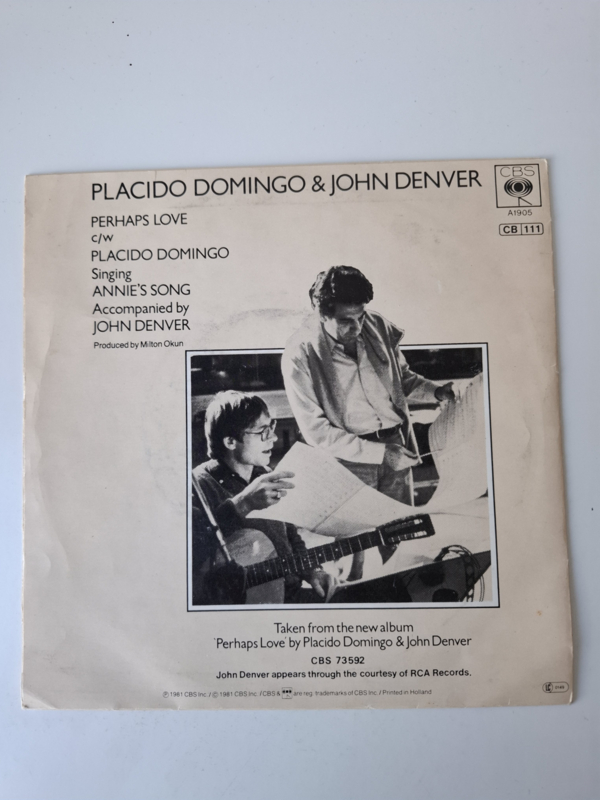 PLACIDO DOMINGO & JOHN DENVER
CBS
A1905
CB 111
PERHAPS LOVE
c/w
PLACIDO DOMINGO
Singing
ANNIE'S SONG
Accompanied by
JOHN DENVER
Produced by Milton Okun
Taken from the new album
'Perhaps Love' by Placido Domingo & John Denver
CBS 73592
John Denver appears through the courtesy of RCA Records.
℗ 1981 CBS Inc. / © 1981 CBS Inc. / CBS & are reg. trademarks of CBS Inc. / Printed in Holland